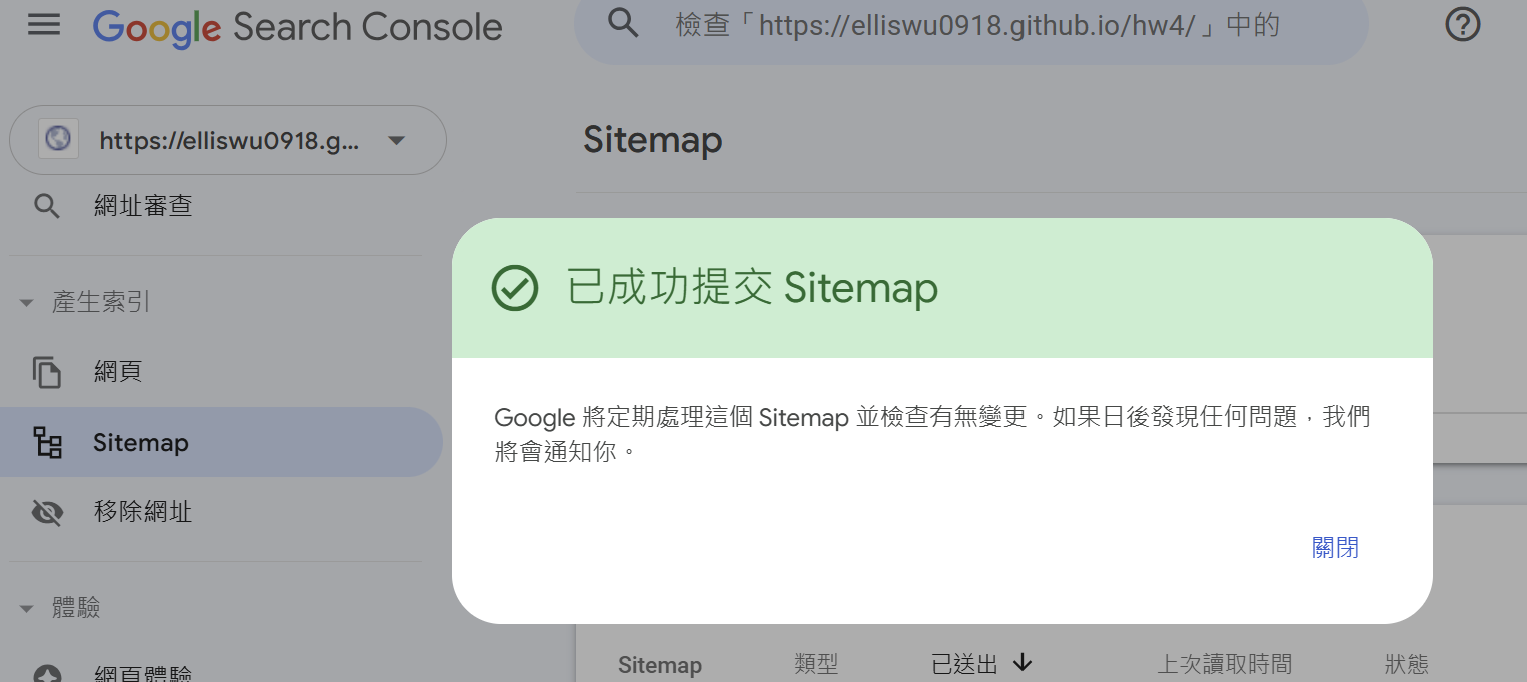 Google Search Console
檢查「https://elliswu0918.github.io/hw4/」中的
https://elliswu0918.g...
網址審查
產生索引
網頁
Sitemap
移除網址
體驗
網頁體驗
Sitemap
已成功提交 Sitemap
Google 將定期處理這個 Sitemap 並檢查有無變更。如果日後發現任何問題，我們
將會通知你。
關閉
Sitemap 類型 已送出 上次讀取時間 狀態